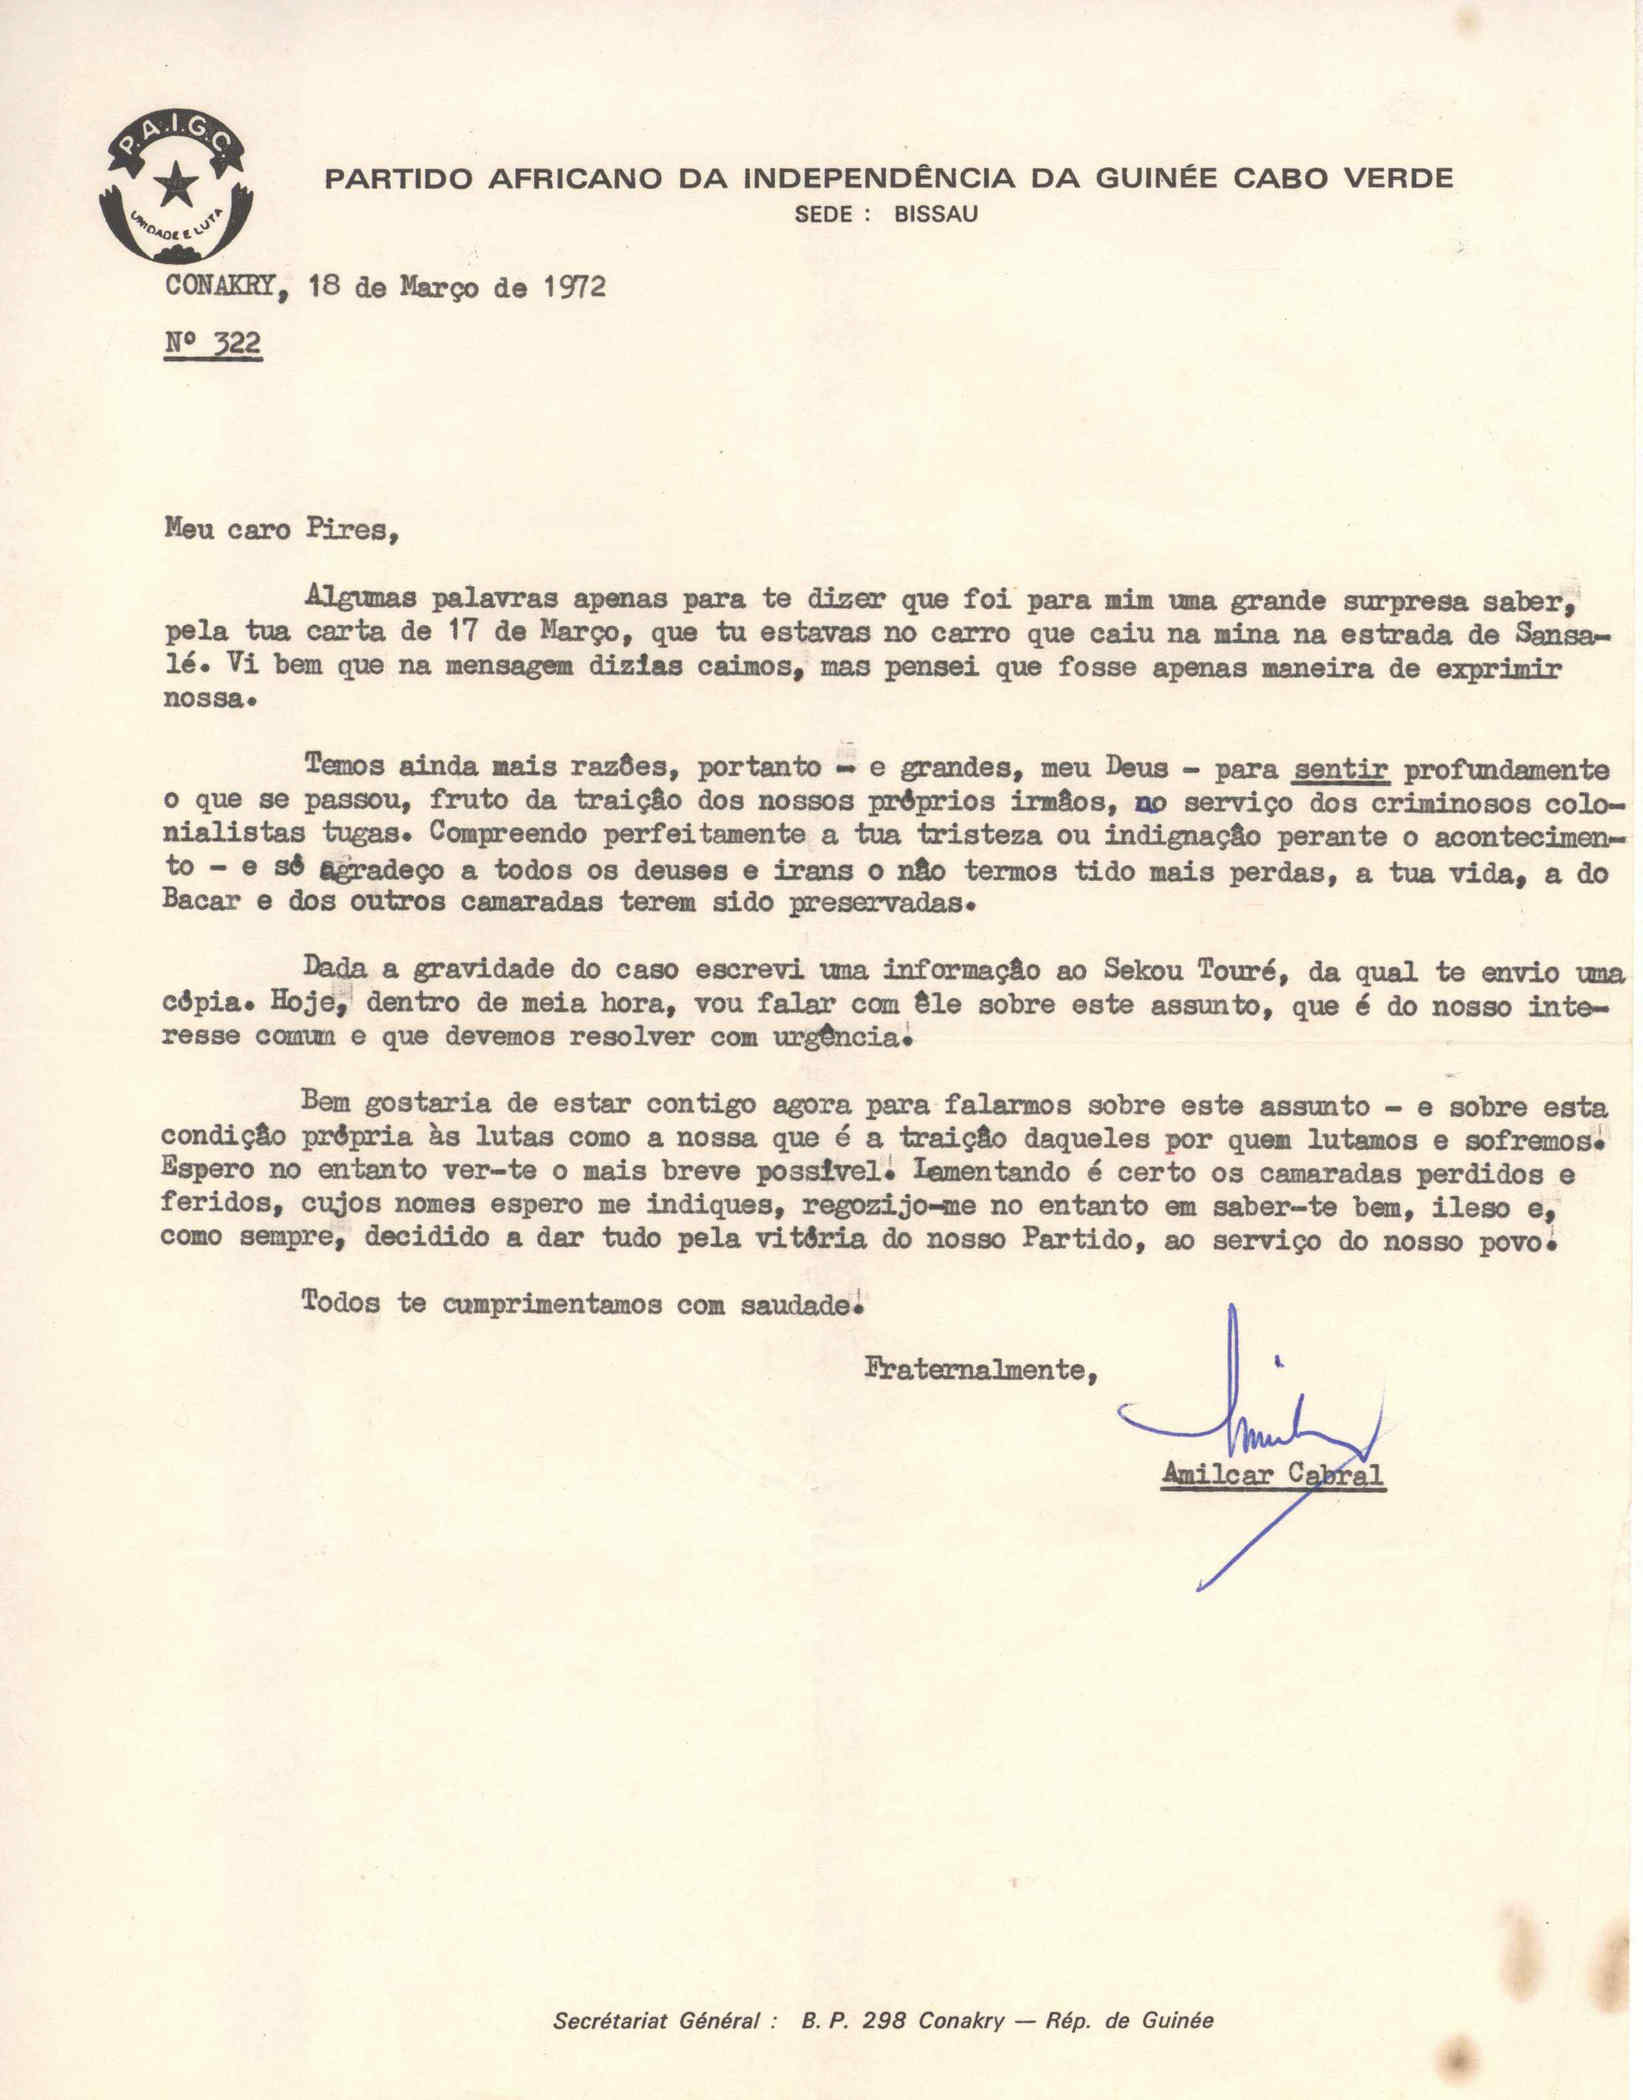 P.A.I.G.C.
UNIDADE E LUTA
PARTIDO AFRICANO DA INDEPENDÊNCIA DA GUINÉE CABO VERDE
SEDE : BISSAU
CONAKRY, 18 de Março de 1972
Nº 322
Meu caro Pires,
Algumas palavras apenas para te dizer que foi para mim uma grande surpresa saber,
pela tua carta de 17 de Março, que tu estavas no carro que caiu na mina na estrada de Sansa-
lé. Vi bem que na mensagem dizias caimos, mas pensei que fosse apenas maneira de exprimir
nossa.
Temos ainda mais razões, portanto - e grandes, meu Deus - para sentir profundamente
o que se passou, fruto da traição dos nossos próprios irmãos, no serviço dos criminosos colo-
nialistas tugas. Compreendo perfeitamente a tua tristeza ou indignação perante o acontecimen-
to - e só agradeço a todos os deuses e irans o não termos tido mais perdas, a tua vida, a do
Bacar e dos outros camaradas terem sido preservadas.
Dada a gravidade do caso escrevi uma informação ao Sekou Touré, da qual te envio uma
cópia. Hoje, dentro de meia hora, vou falar com êle sobre este assunto, que é do nosso inte-
resse comum e que devemos resolver com urgência.
Bem gostaria de estar contigo agora para falarmos sobre este assunto - e sobre esta
condição própria às lutas como a nossa que é a traição daqueles por quem lutamos e sofremos.
Espero no entanto ver-te o mais breve possível. Lamentando é certo os camaradas perdidos e
feridos, cujos nomes espero me indiques, regozijo-me no entanto em saber-te bem, ileso e,
como sempre, decidido a dar tudo pela vitória do nosso Partido, ao serviço do nosso povo.
Todos te cumprimentamos com saudade.
Fraternalmente,
Amilcar Cabral
Secrétariat Général : B. P. 298 Conakry — Rép. de Guinée